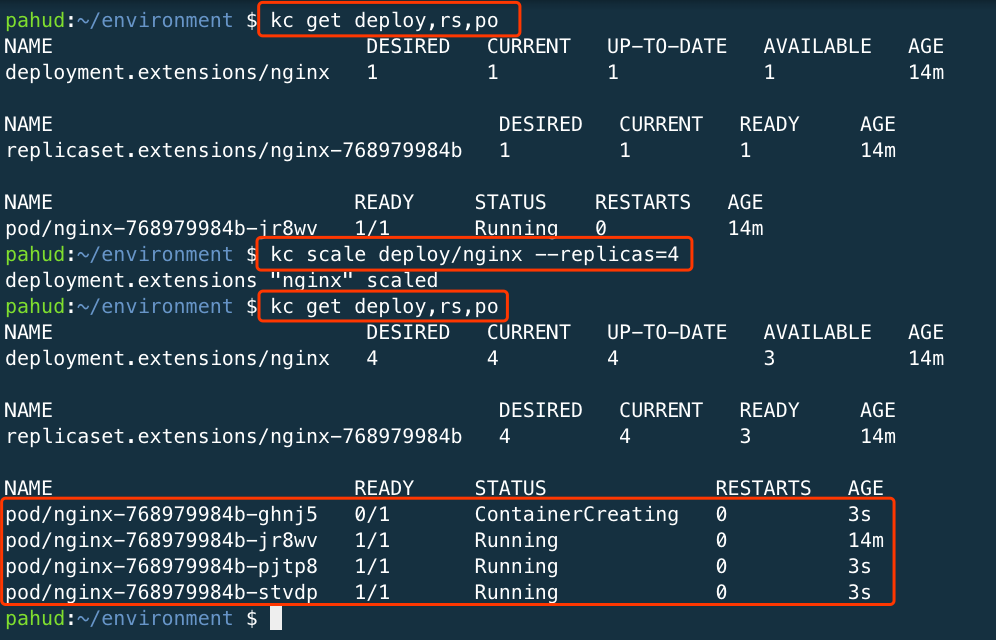 pahud:~/environment $ kc get deploy,rs,po
NAME DESIRED CURRENT UP-TO-DATE AVAILABLE AGE
deployment.extensions/nginx 1 1 1 1 14m
NAME DESIRED CURRENT READY AGE
replicaset.extensions/nginx-768979984b 1 1 1 14m
NAME READY STATUS RESTARTS AGE
pod/nginx-768979984b-jr8wv 1/1 Running 0 14m
pahud:~/environment $ kc scale deploy/nginx --replicas=4
deployment.extensions "nginx" scaled
pahud:~/environment $ kc get deploy,rs,po
NAME DESIRED CURRENT UP-TO-DATE AVAILABLE AGE
deployment.extensions/nginx 4 4 4 3 14m
NAME DESIRED CURRENT READY AGE
replicaset.extensions/nginx-768979984b 4 4 3 14m
NAME READY STATUS RESTARTS AGE
pod/nginx-768979984b-ghnj5 0/1 ContainerCreating 0 3s
pod/nginx-768979984b-jr8wv 1/1 Running 0 14m
pod/nginx-768979984b-pjtp8 1/1 Running 0 3s
pod/nginx-768979984b-stvdp 1/1 Running 0 3s
pahud:~/environment $